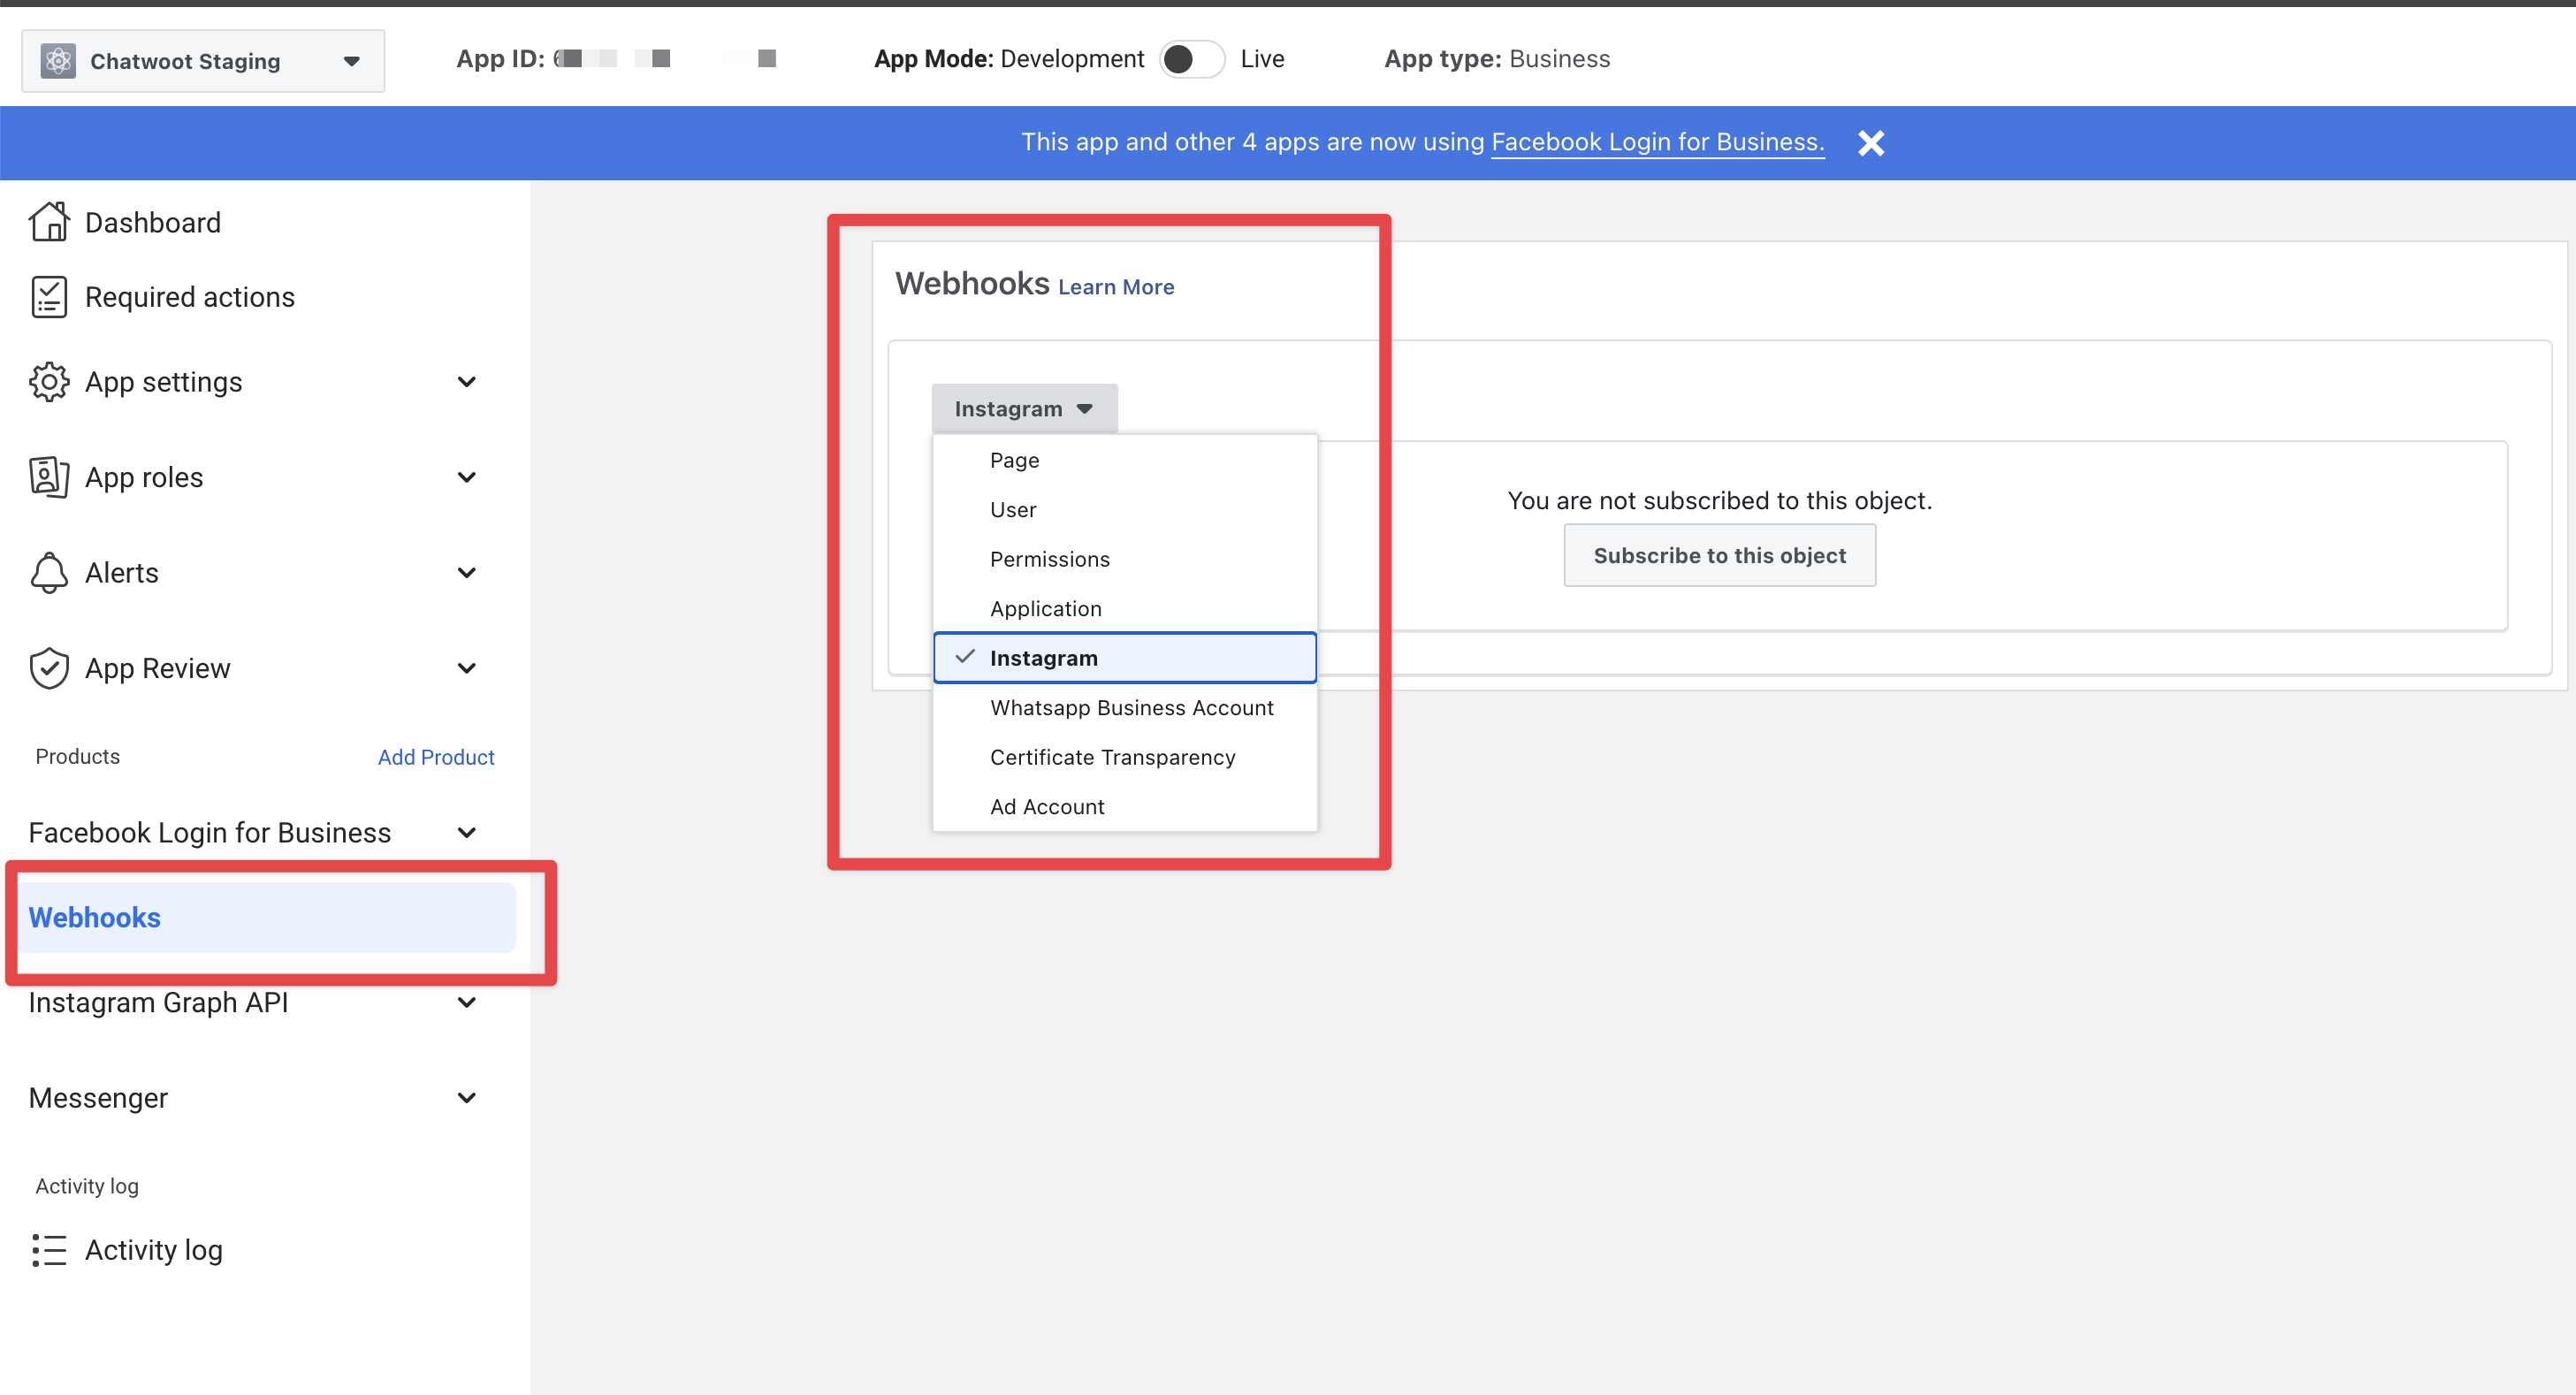 Chatwoot Staging
App ID:
App Mode: Development Live
App type: Business
This app and other 4 apps are now using Facebook Login for Business.
Dashboard
Required actions
App settings
App roles
Alerts
App Review
Products Add Product
Facebook Login for Business
Webhooks
Instagram Graph API
Messenger
Activity log
Activity log
Webhooks Learn More
Instagram
Page
User
Permissions
Application
Instagram
Whatsapp Business Account
Certificate Transparency
Ad Account
You are not subscribed to this object.
Subscribe to this object